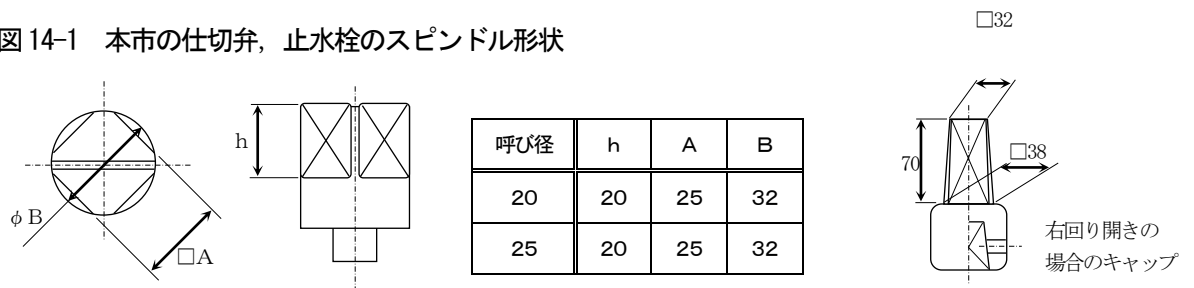 □32
図14-1 本市の仕切弁，止水栓のスピンドル形状
h
φB
□A
呼び径 h A B
20 20 25 32
25 20 25 32
70
□38
右回り開きの
場合のキャップ